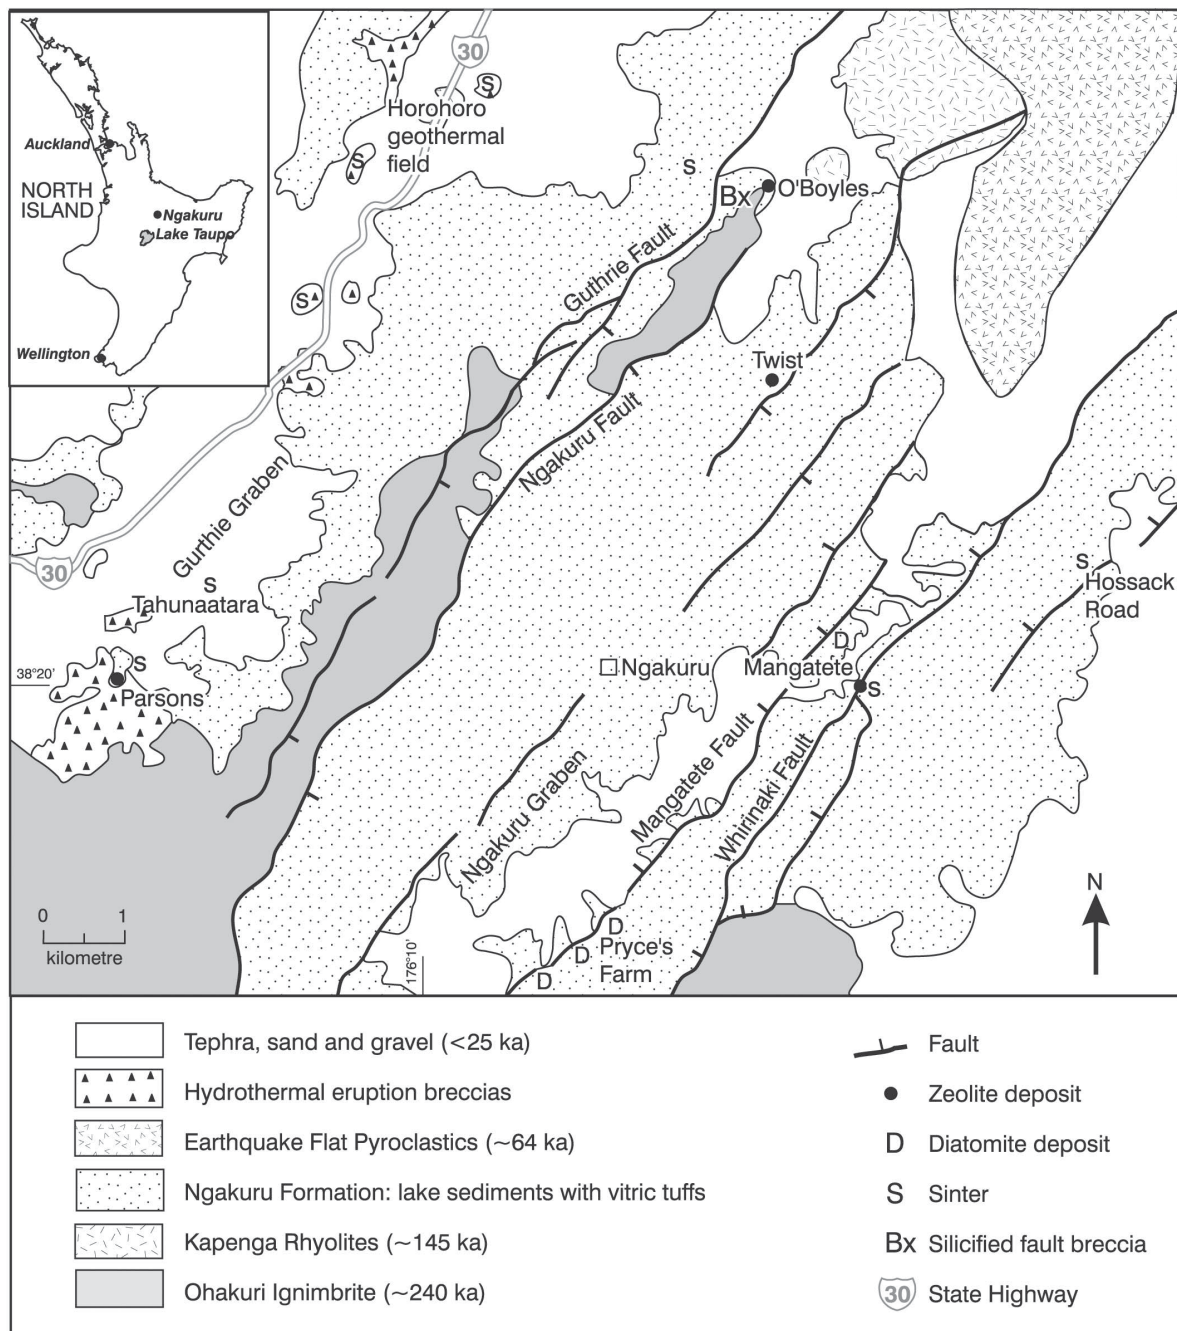 Auckland
NORTH
ISLAND
Ngakuru
Lake Taupo
Wellington
30
S
Horohoro
geothermal
field
S
S
S
Bx
O'Boyles
Guthrie Fault
S
Twist
Ngakuru Fault
Gurthie Graben
30
S
Tahunaatara
S
Hossack
Road
D
38°20'
S
Parsons
Ngakuru
Mangatete
S
Mangatete Fault
Whirinaki Fault
Ngakuru Graben
N
0 1
kilometre
176°10'
D
D
D
Pryce's
Farm
Tephra, sand and gravel (<25 ka)
Hydrothermal eruption breccias
Earthquake Flat Pyroclastics (~64 ka)
Ngakuru Formation: lake sediments with vitric tuffs
Kapenga Rhyolites (~145 ka)
Ohakuri Ignimbrite (~240 ka)
Fault
Zeolite deposit
D Diatomite deposit
S Sinter
Bx Silicified fault breccia
30 State Highway